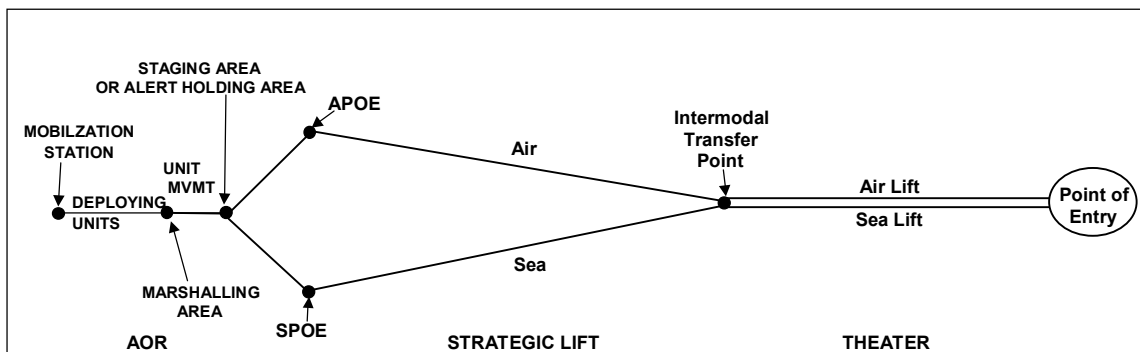 STAGING AREA
OR ALERT HOLDING AREA
APOE
MOBILZATION
STATION
UNIT
MVMT
Intermodal
Transfer
Point
Air
DEPLOYING
UNITS
Air Lift
Sea Lift
Point of
Entry
Sea
MARSHALLING
AREA
SPOE
AOR
STRATEGIC LIFT
THEATER